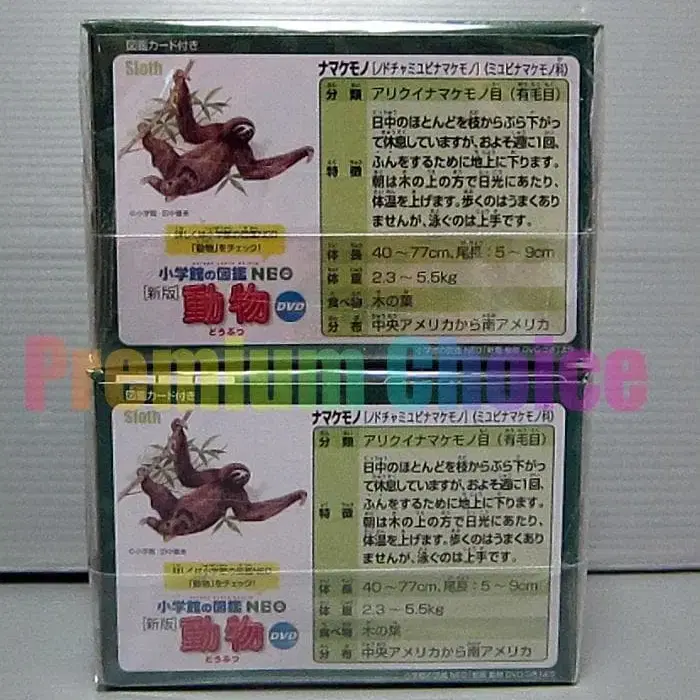 図鑑カード付き
Sloth
ナマケモノ [ノドチャミユビナマケモノ] (ミユビナマケモノ科)
分類 アリクイナマケモノ目(有毛目)
特徴
日中のほとんどを枝からぶら下がっ
て休息していますが、およそ週に1回、
ふんをするために地上に下ります。
朝は木の上の方で日光にあたり、
体温を上げます。歩くのはうまくあり
ませんが、泳ぐのは上手です。
体長 40~77cm、尾長:5~9cm
体重 2.3~5.5kg
食べ物 木の葉
分布 中央アメリカから南アメリカ
©小学館・田中豊美
「動物」をチェック!
小学館の図鑑 NEO
[新版] 動物 DVD
どうぶつ
Premium Choice
図鑑カード付き
Sloth
ナマケモノ [ノドチャミユビナマケモノ] (ミユビナマケモノ科)
分類 アリクイナマケモノ目(有毛目)
特徴
日中のほとんどを枝からぶら下がっ
て休息していますが、およそ週に1回、
ふんをするために地上に下ります。
朝は木の上の方で日光にあたり、
体温を上げます。歩くのはうまくあり
ませんが、泳ぐのは上手です。
体長 40~77cm、尾長:5~9cm
体重 2.3~5.5kg
食べ物 木の葉
分布 中央アメリカから南アメリカ
©小学館・田中豊美
「動物」をチェック!
小学館の図鑑 NEO
[新版] 動物 DVD
どうぶつ